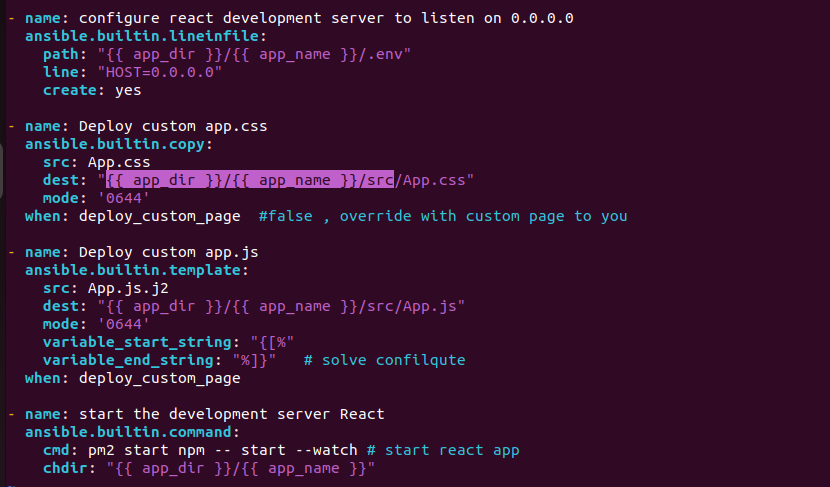 - name: configure react development server to listen on 0.0.0.0
  ansible.builtin.lineinfile:
    path: "{{ app_dir }}/{{ app_name }}/.env"
    line: "HOST=0.0.0.0"
    create: yes

- name: Deploy custom app.css
  ansible.builtin.copy:
    src: App.css
    dest: "{{ app_dir }}/{{ app_name }}/src/App.css"
    mode: '0644'
  when: deploy_custom_page  #false , override with custom page to you

- name: Deploy custom app.js
  ansible.builtin.template:
    src: App.js.j2
    dest: "{{ app_dir }}/{{ app_name }}/src/App.js"
    mode: '0644'
    variable_start_string: "{[%"
    variable_end_string: "%]}"   # solve confilqute
  when: deploy_custom_page

- name: start the development server React
  ansible.builtin.command:
    cmd: pm2 start npm -- start --watch # start react app
    chdir: "{{ app_dir }}/{{ app_name }}"